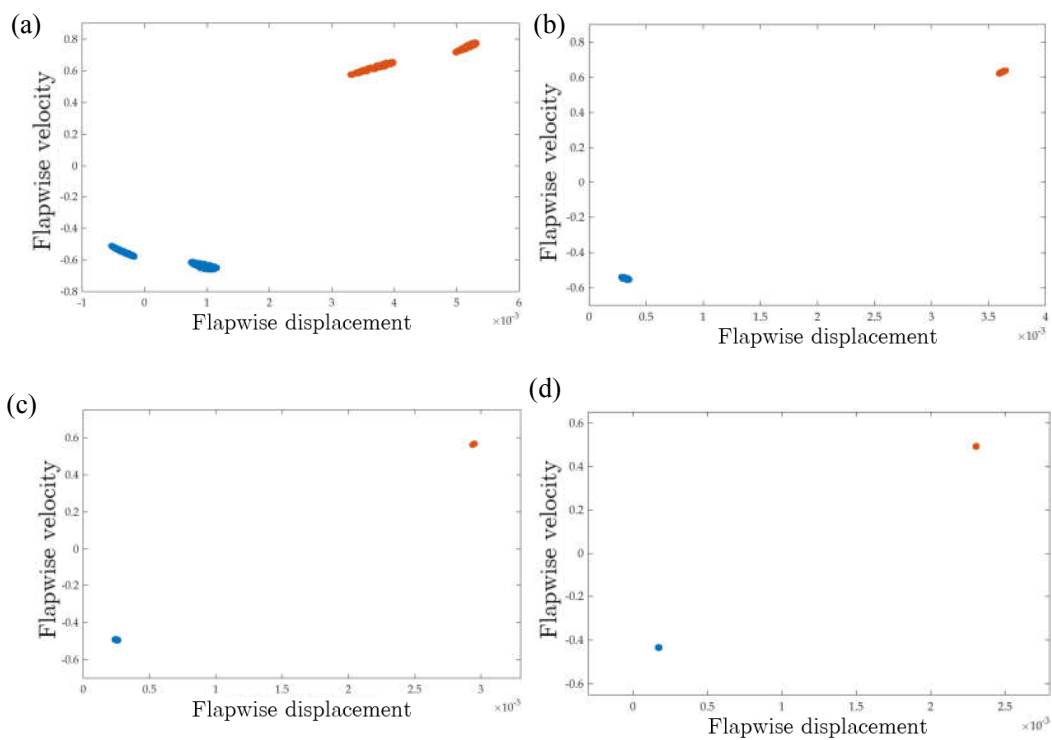 (a)
Flapwise velocity
0.8
0.6
0.4
0.2
0
-0.2
-0.4
-0.6
-0.8
-1 0 1 2 3 4 5 6
Flapwise displacement
×10⁻³
(b)
Flapwise velocity
0.8
0.6
0.4
0.2
0
-0.2
-0.4
-0.6
0 0.5 1 1.5 2 2.5 3 3.5 4
Flapwise displacement
×10⁻³
(c)
Flapwise velocity
0.6
0.4
0.2
0
-0.2
-0.4
-0.6
0 0.5 1 1.5 2 2.5 3
Flapwise displacement
×10⁻³
(d)
Flapwise velocity
0.6
0.4
0.2
0
-0.2
-0.4
-0.6
0 0.5 1 1.5 2 2.5
Flapwise displacement
×10⁻³